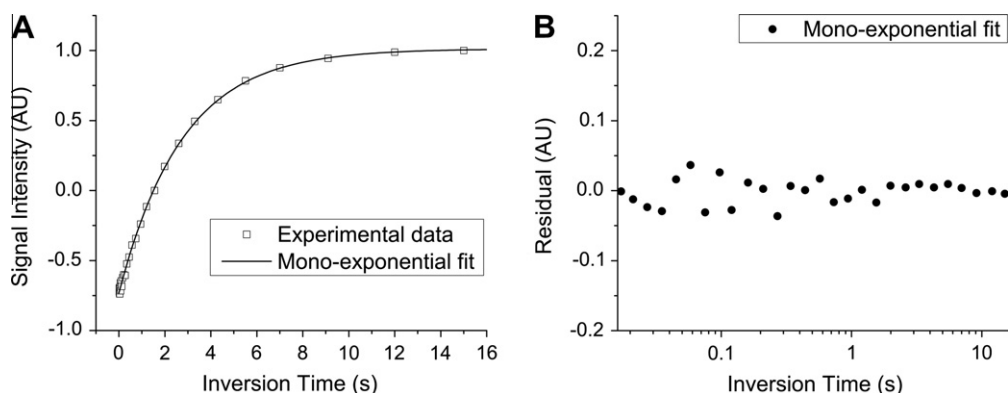 A
Signal Intensity (AU)
1.0
0.5
0.0
-0.5
-1.0
Experimental data
Mono-exponential fit
0 2 4 6 8 10 12 14 16
Inversion Time (s)
B
Residual (AU)
0.2
0.1
0.0
-0.1
-0.2
Mono-exponential fit
0.1 1 10
Inversion Time (s)